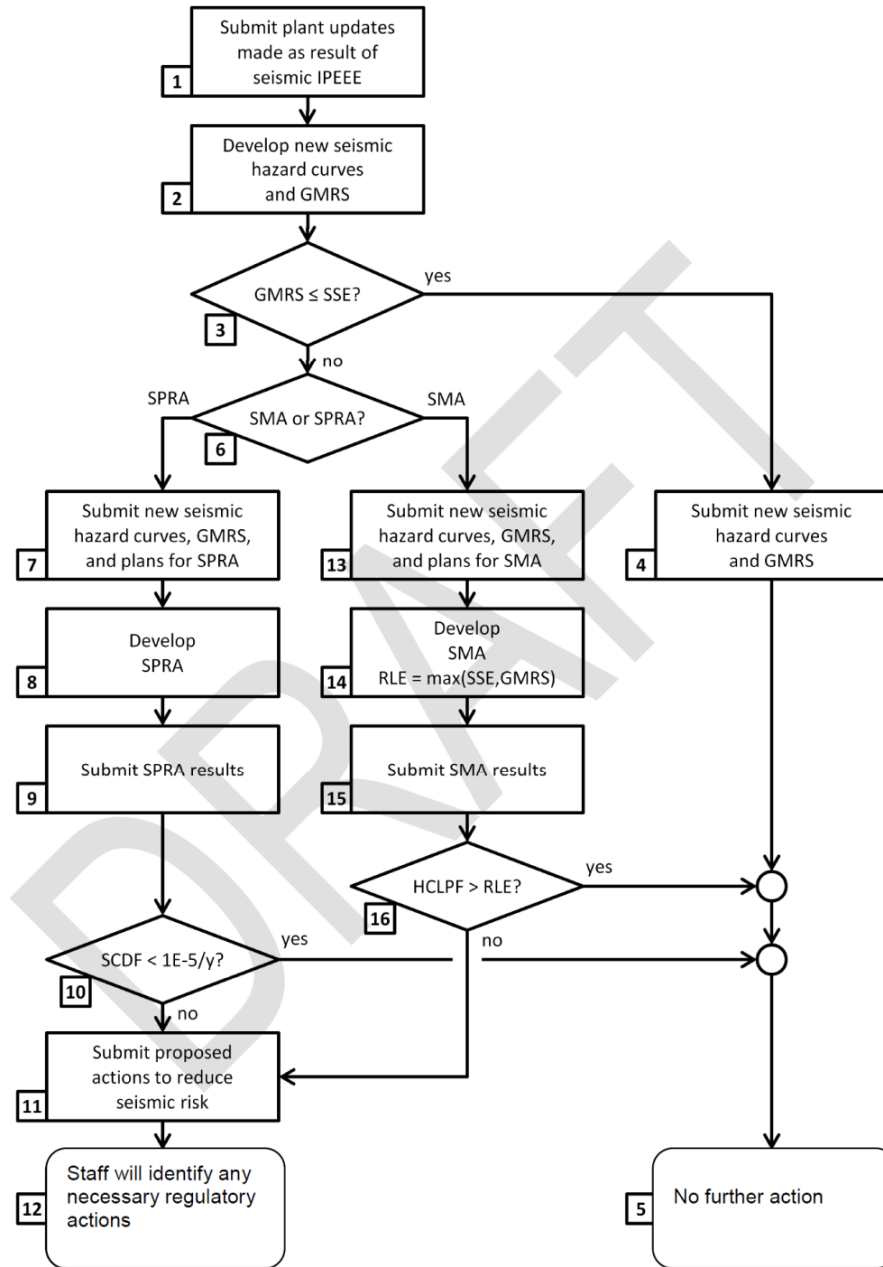 Submit plant updates
made as result of
seismic IPEEE
1
Develop new seismic
hazard curves
and GMRS
2
GMRS ≤ SSE?
yes
3
no
SPRA
SMA or SPRA?
SMA
6
Submit new seismic
hazard curves, GMRS,
and plans for SPRA
7
Submit new seismic
hazard curves, GMRS,
and plans for SMA
13
Submit new seismic
hazard curves
and GMRS
4
Develop
SPRA
8
Develop
SMA
RLE = max(SSE,GMRS)
14
Submit SPRA results
9
Submit SMA results
15
HCLPF > RLE?
yes
16
no
SCDF < 1E-5/y?
yes
10
no
Submit proposed
actions to reduce
seismic risk
11
Staff will identify any
necessary regulatory
actions
12
No further action
5
DRAFT